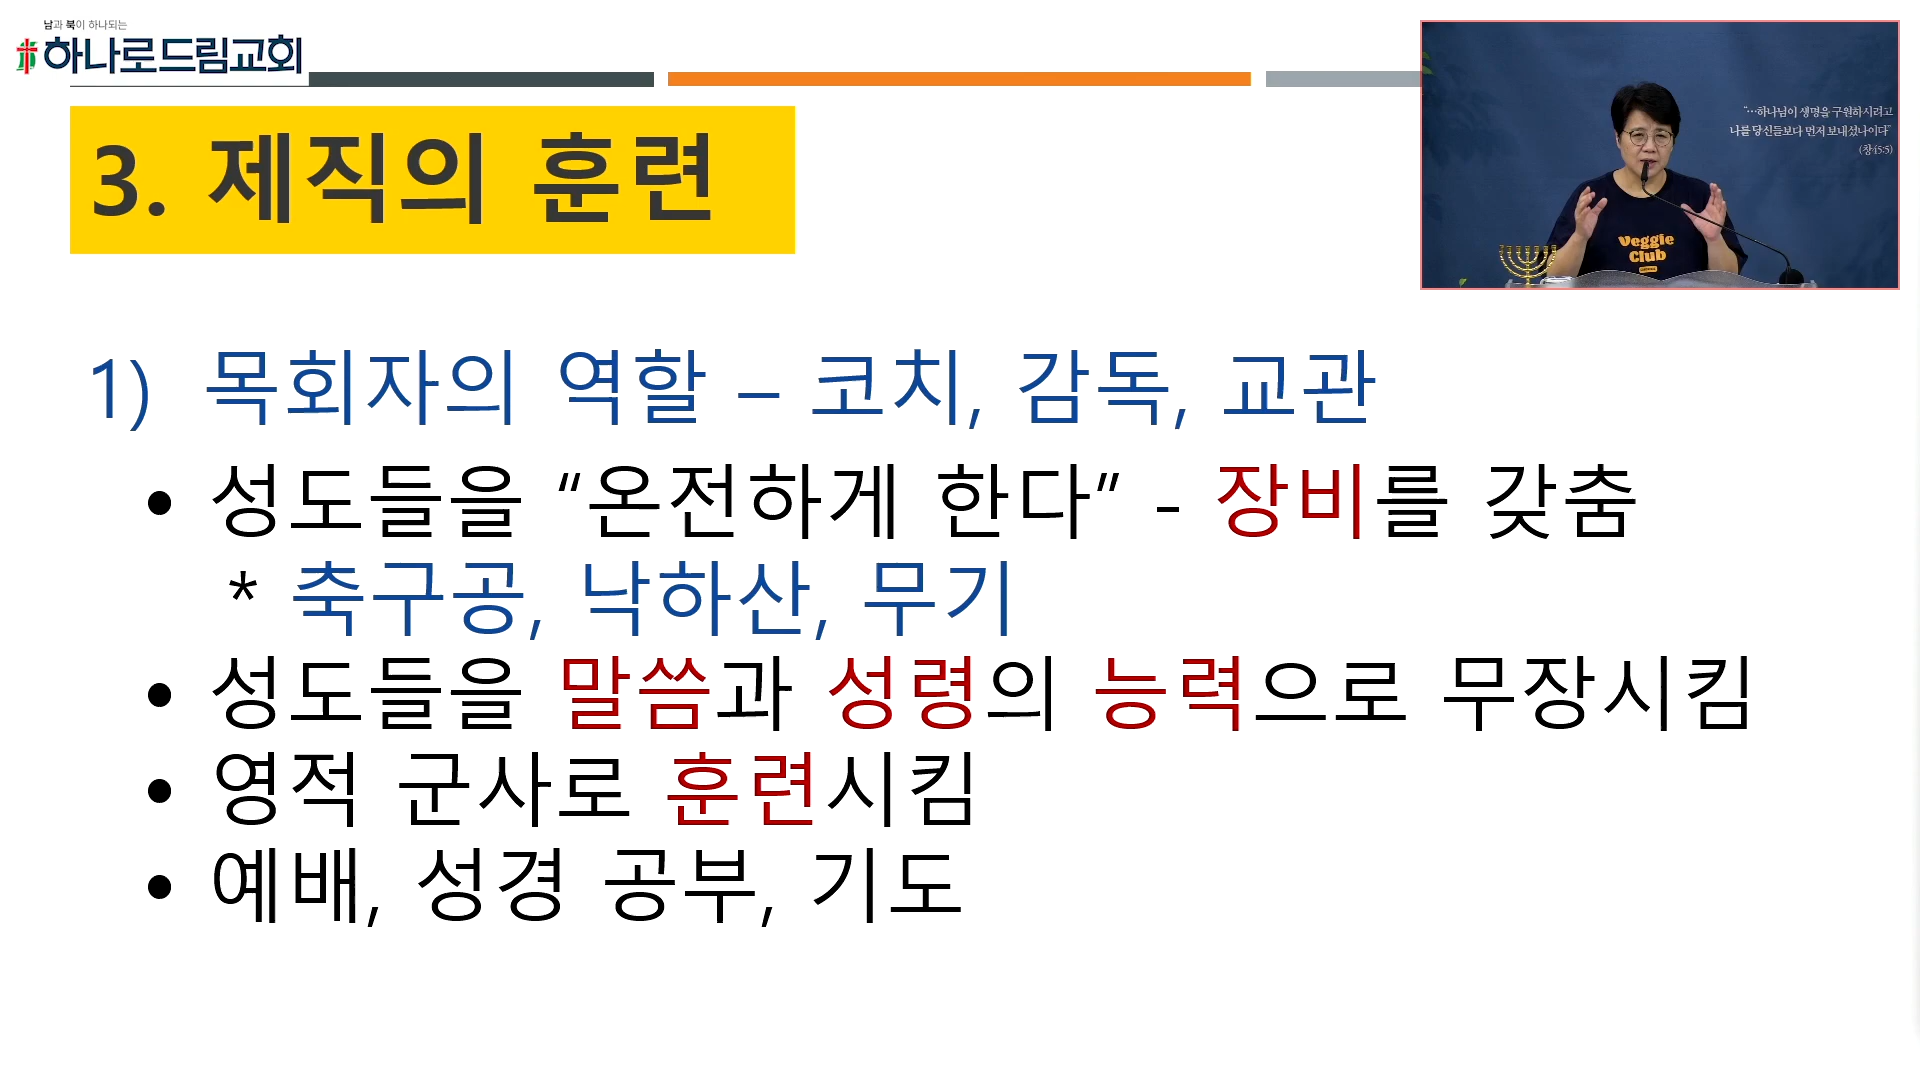 남과 북이 하나되는
하나로드림교회
"…하나님이 생명을 구원하시려고
나를 당신들보다 먼저 보내셨나이다"
Veggie
Club
3. 제직의 훈련
1) 목회자의 역할 – 코치, 감독, 교관
• 성도들을 “온전하게 한다” - 장비를 갖춤
* 축구공, 낙하산, 무기
• 성도들을 말씀과 성령의 능력으로 무장시킴
• 영적 군사로 훈련시킴
• 예배, 성경 공부, 기도